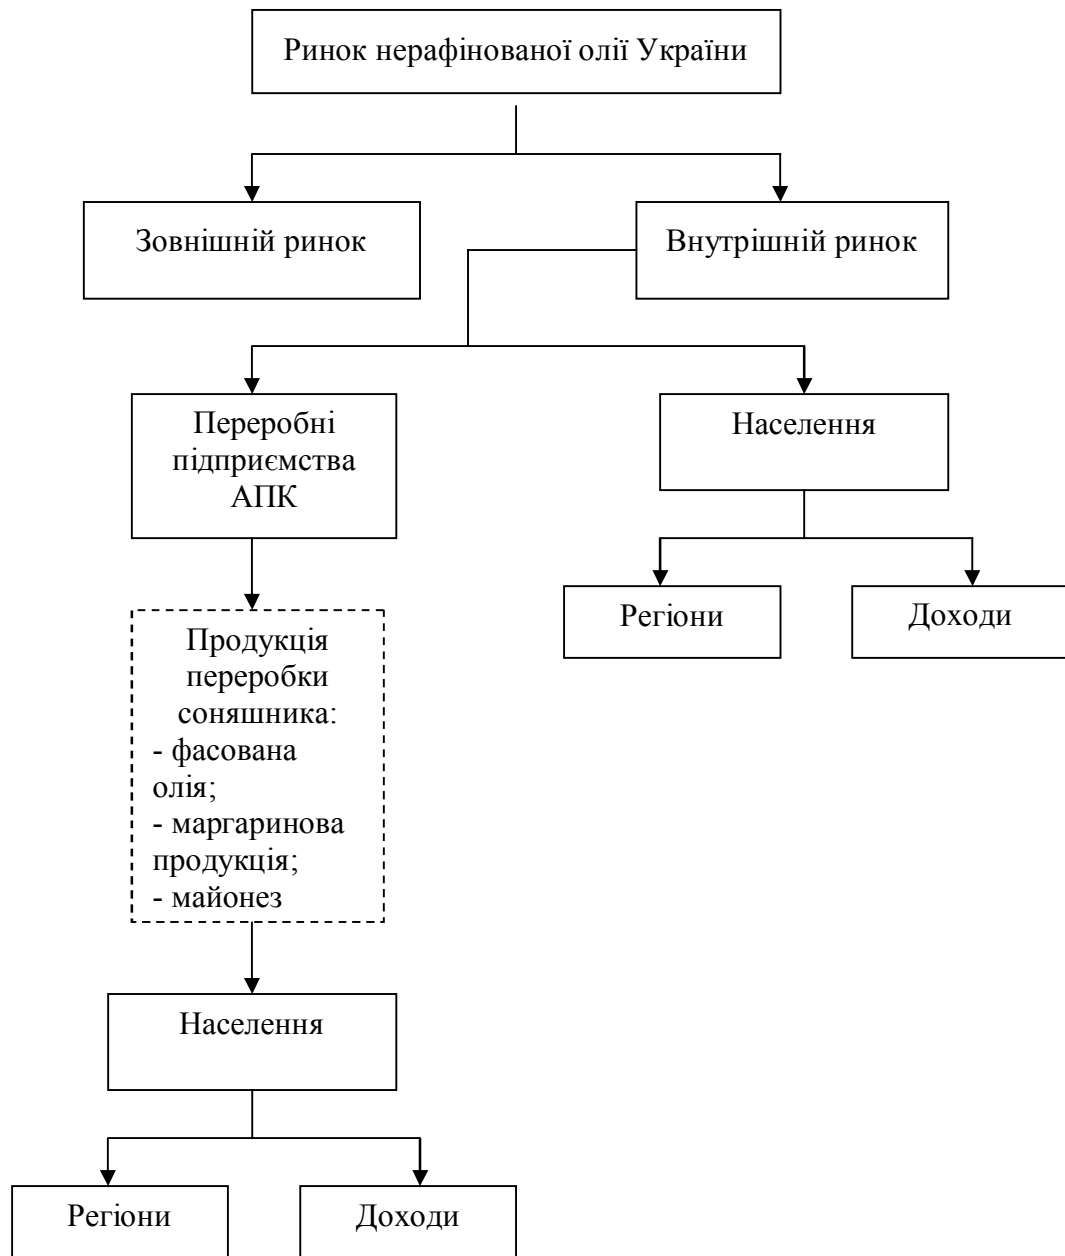 Ринок нерафінованої олії України
Зовнішній ринок
Внутрішній ринок
Переробні
підприємства
АПК
Населення
Регіони
Доходи
Продукція
переробки
соняшника:
- фасована
олія;
- маргаринова
продукція;
- майонез
Населення
Регіони
Доходи